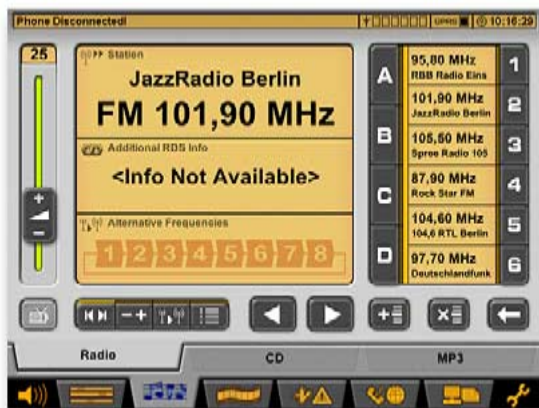 Phone Disconnected!
GPRS
10:16:29
25
Station
JazzRadio Berlin
FM 101,90 MHz
Additional RDS Info
<Info Not Available>
Alternative Frequencies
1 2 3 4 5 6 7 8
A
B
C
D
95,80 MHz
RBB Radio Eins
1
101,90 MHz
JazzRadio Berlin
2
105,50 MHz
Spree Radio 105
3
87,90 MHz
Rock Star FM
4
104,60 MHz
104,6 RTL Berlin
5
97,70 MHz
Deutschlandfunk
6
Radio
CD
MP3